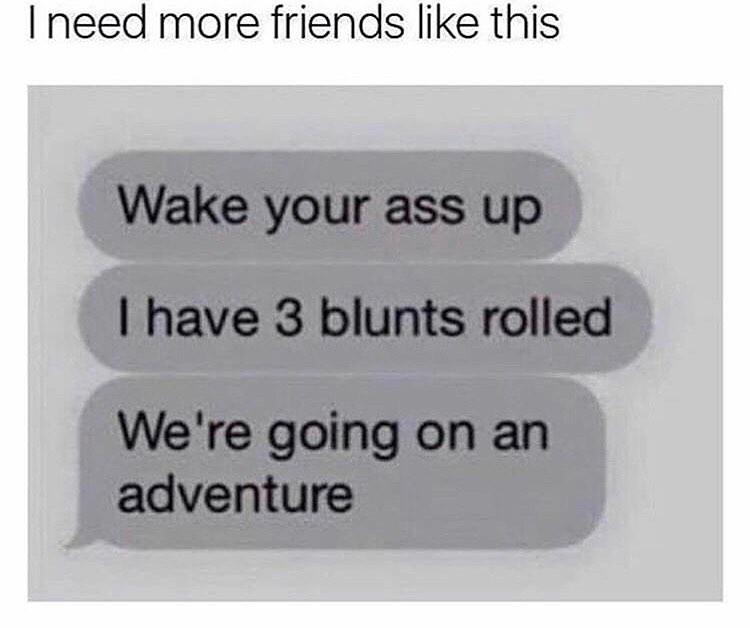 I need more friends like this
Wake your ass up
I have 3 blunts rolled
We're going on an
adventure